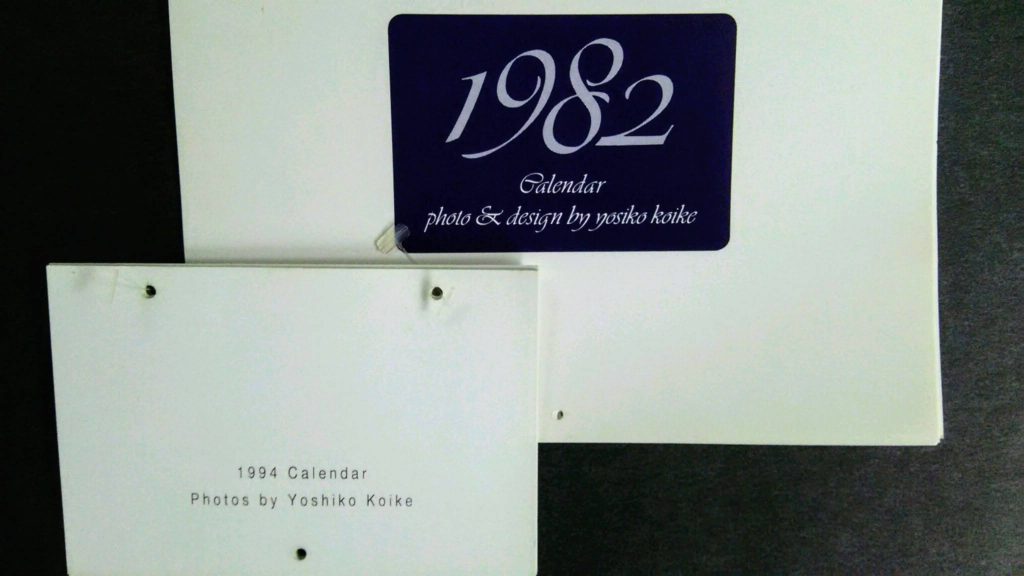 1982
Calendar
photo & design by yosiko koike
1994 Calendar
Photos by Yoshiko Koike